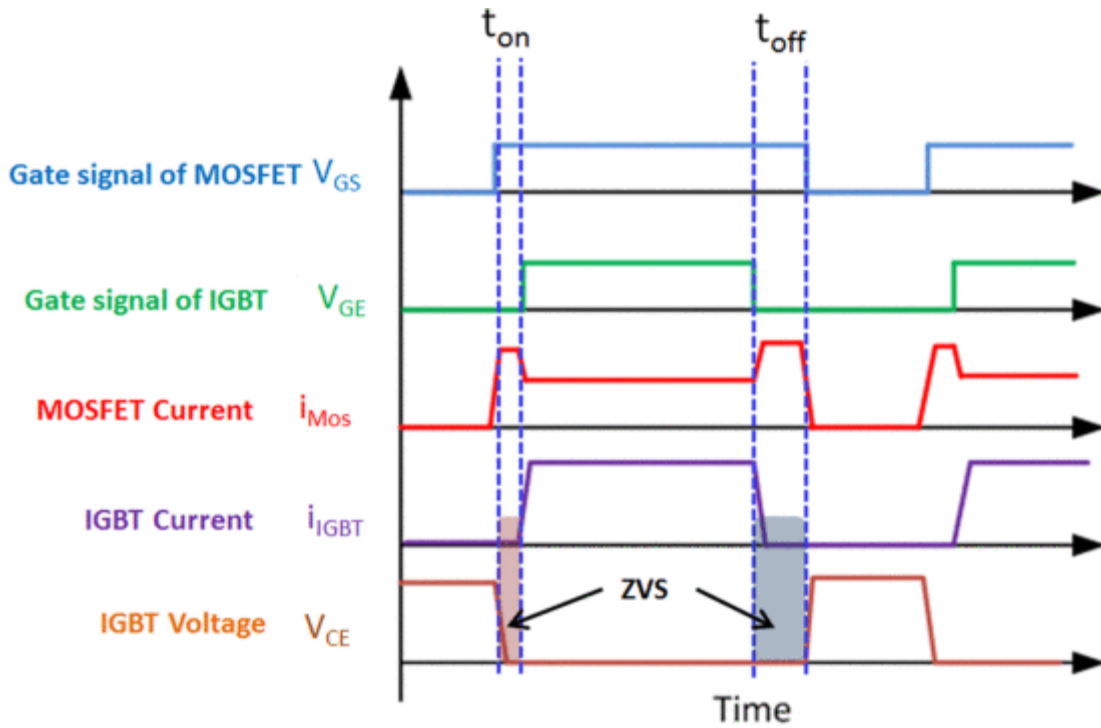 t_on t_off
Gate signal of MOSFET V_GS
Gate signal of IGBT V_GE
MOSFET Current i_Mos
IGBT Current i_IGBT
ZVS
IGBT Voltage V_CE
Time